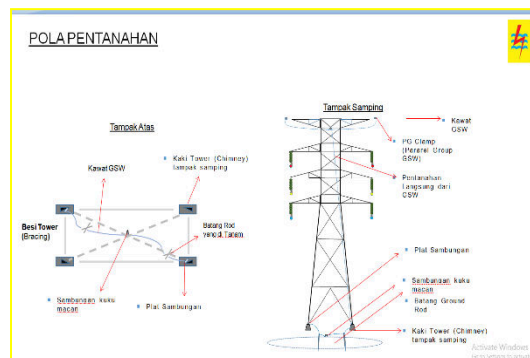 POLA PENTANAHAN
Tampak Atas
Kawat GSW
Kaki Tower (Chimney)
tampak samping
Besi Tower
(Bracing)
Batang Rod
yang di Tanam
Sambungan kuku
macan
Plat Sambungan
Tampak Samping
Kawat
GSW
PG Clamp
(Pararel Group
GSW)
Pentanahan
Langsung dari
GSW
Plat Sambungan
Sambungan kuku
macan
Batang Ground
Rod
Kaki Tower (Chimney)
tampak samping
Activate Windows